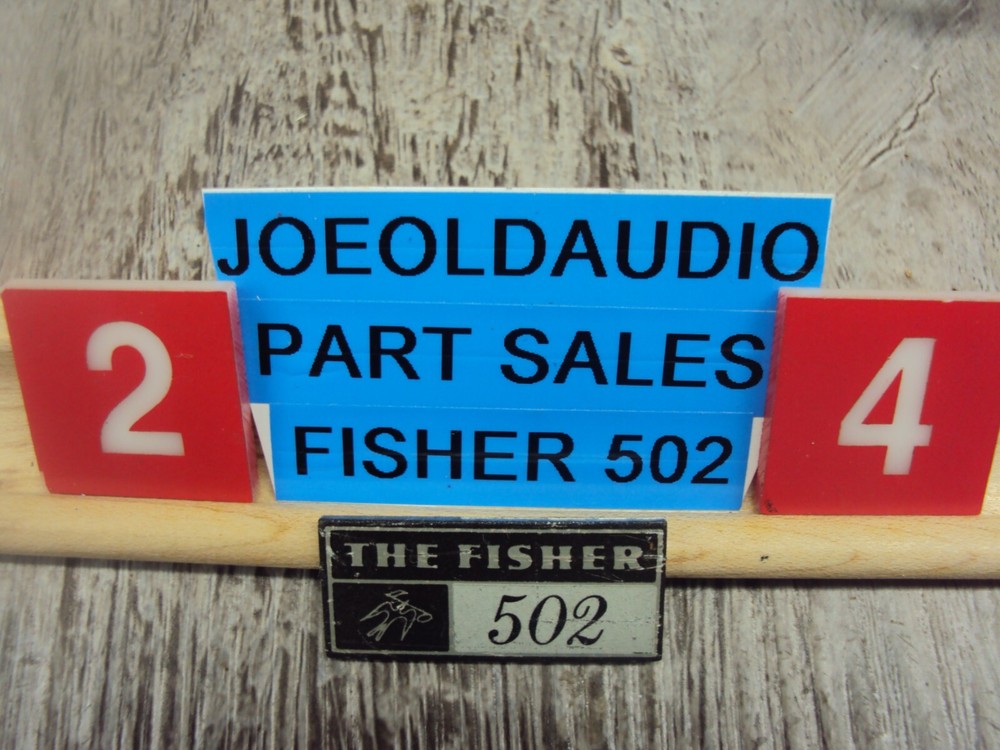 JOEOLDAUDIO
2
PART SALES
4
FISHER 502
THE FISHER
502